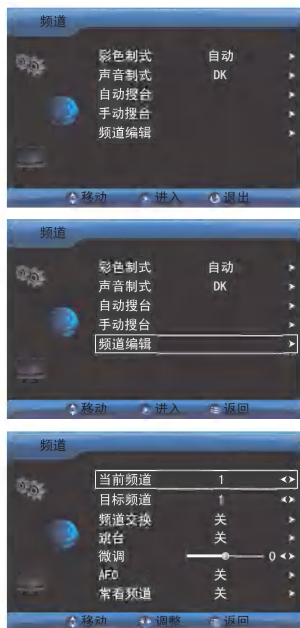 频道
彩色制式 自动
声音制式 DK
自动搜台
手动搜台
频道编辑
移动 进入 退出
频道
彩色制式 自动
声音制式 DK
自动搜台
手动搜台
频道编辑
移动 进入 返回
频道
当前频道 1
目标频道 1
频道交换 关
跳台 关
微调 0
AFC 关
常看频道 关
移动 调整 返回